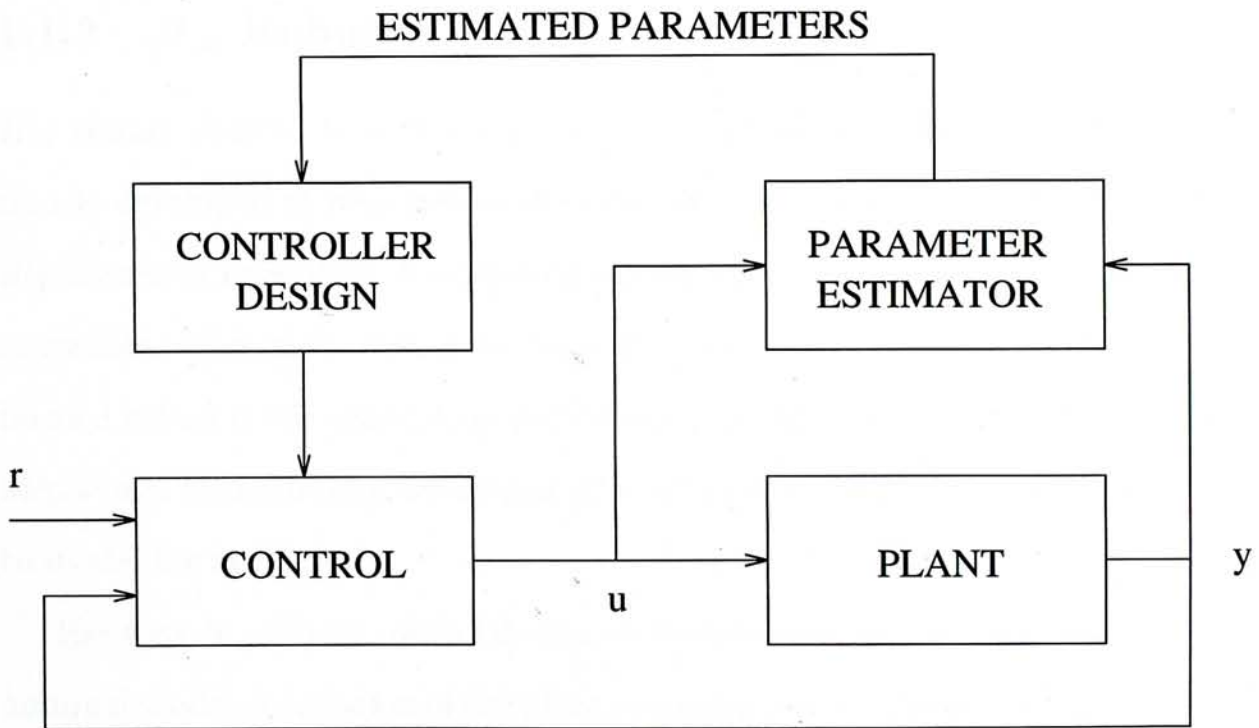 ESTIMATED PARAMETERS
CONTROLLER
DESIGN
PARAMETER
ESTIMATOR
r
CONTROL
u
PLANT
y